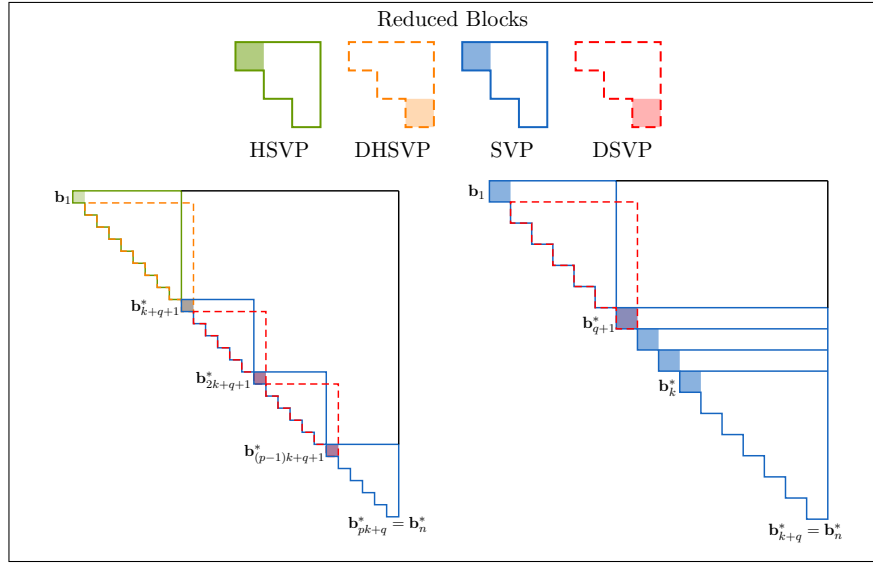 Reduced Blocks
HSVP DHSVP SVP DSVP
b₁
b*ₖ₊q₊₁
b*₂ₖ₊q₊₁
b*₍ₚ₋₁₎ₖ₊q₊₁
b*ₚₖ₊q = b*ₙ
b₁
b*q₊₁
b*ₖ
b*ₖ₊q = b*ₙ